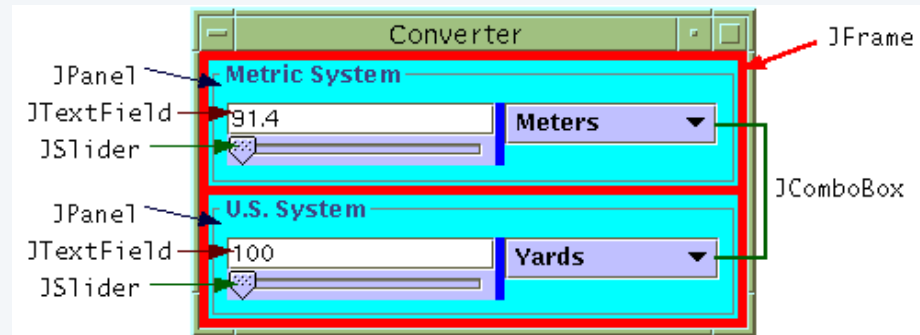 Converter
JFrame
JPanel
Metric System
JTextField
91.4
Meters
JSlider
JComboBox
JPanel
U.S. System
JTextField
100
Yards
JSlider